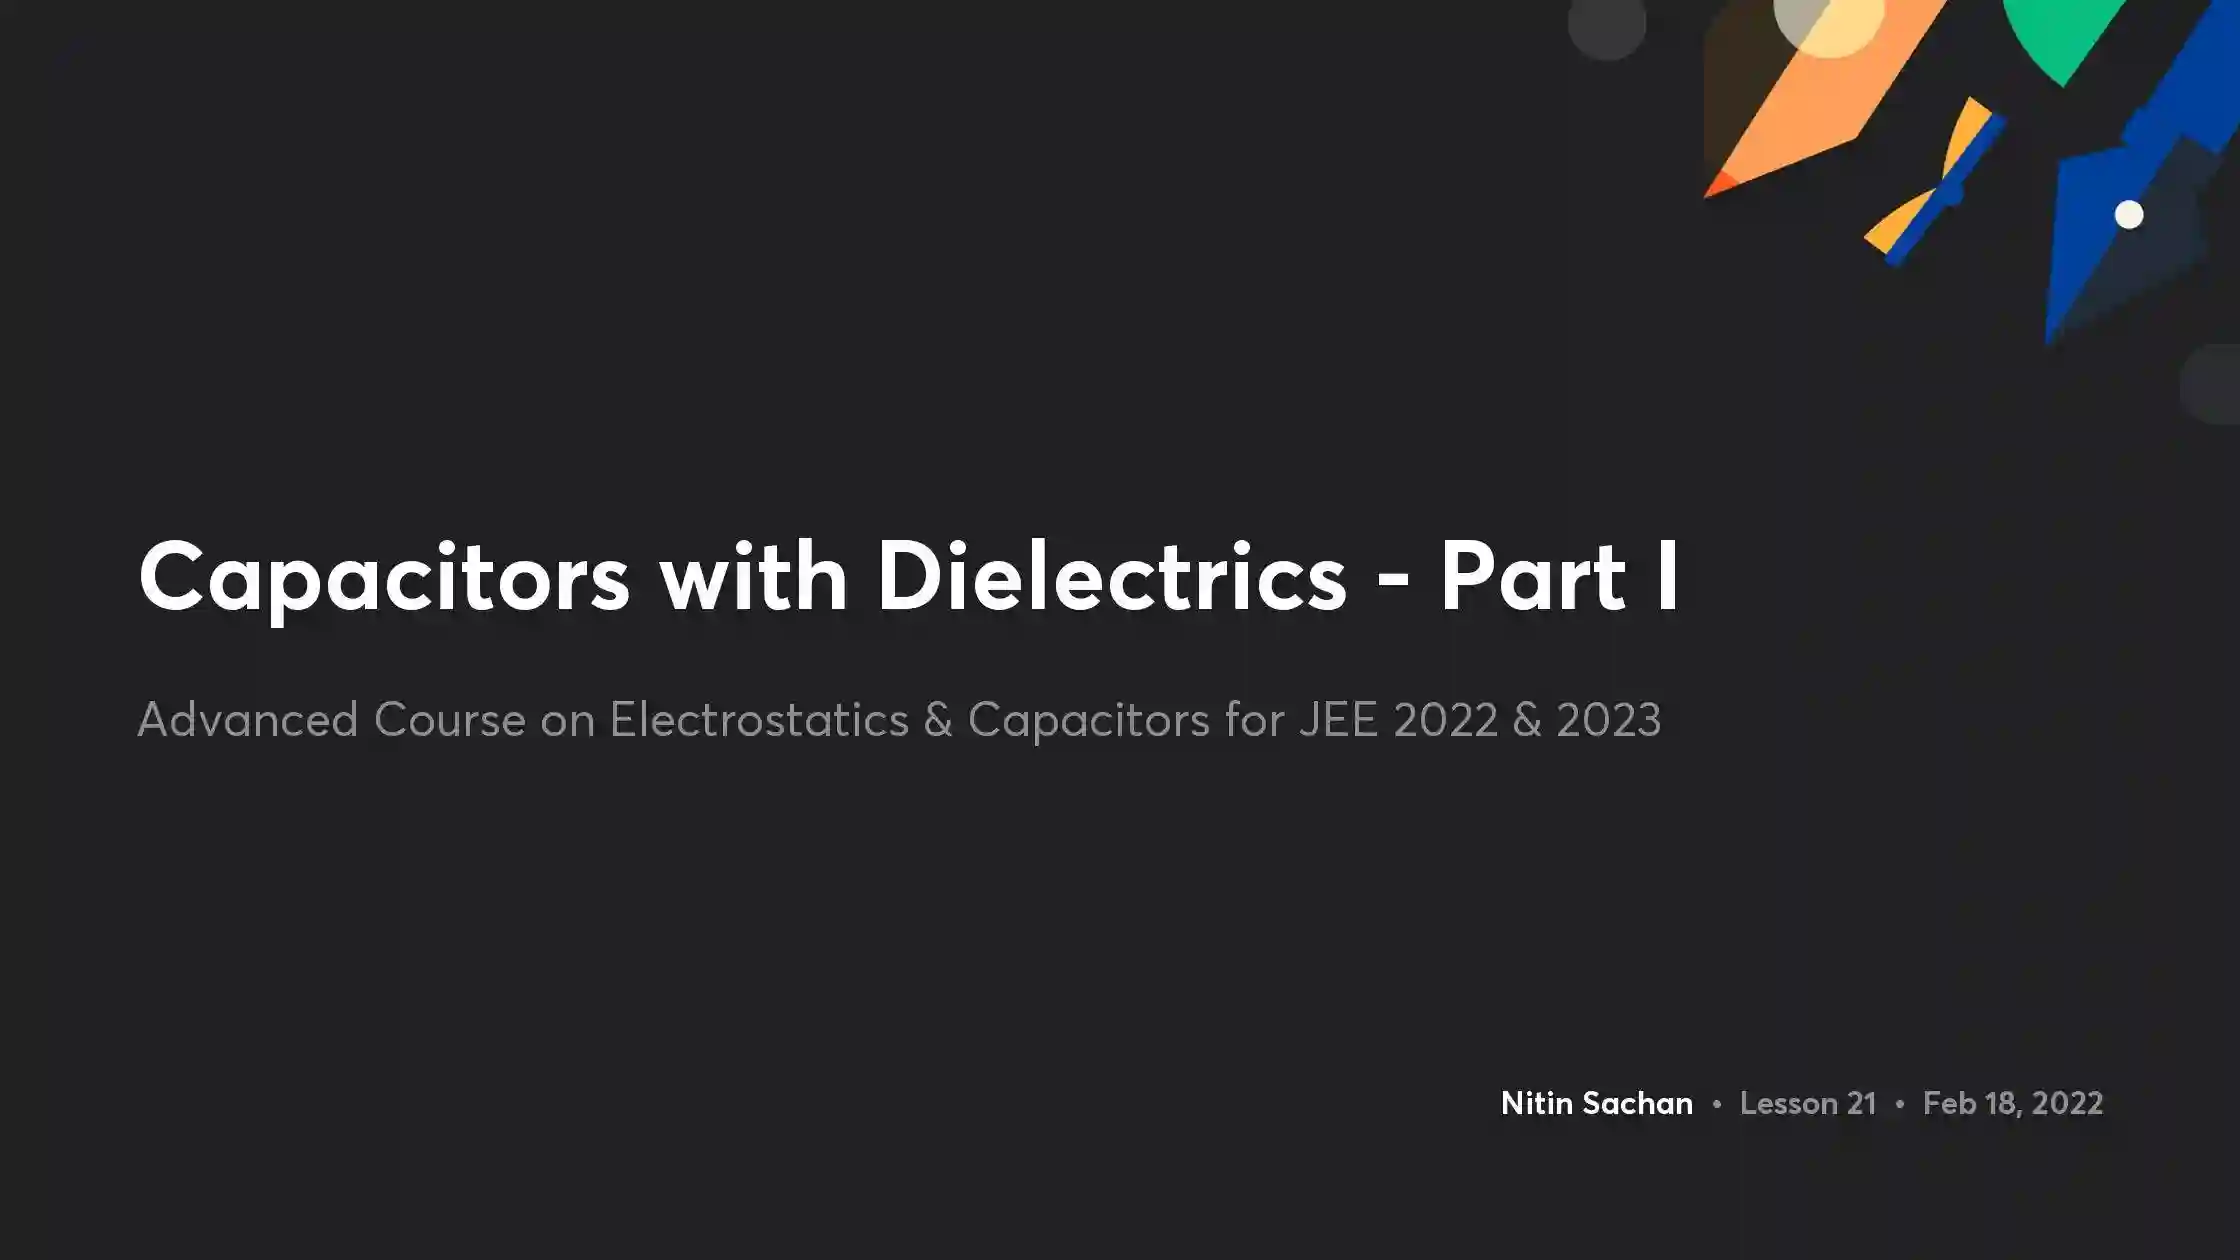 Capacitors with Dielectrics - Part I
Advanced Course on Electrostatics & Capacitors for JEE 2022 & 2023
Nitin Sachan • Lesson 21 • Feb 18, 2022